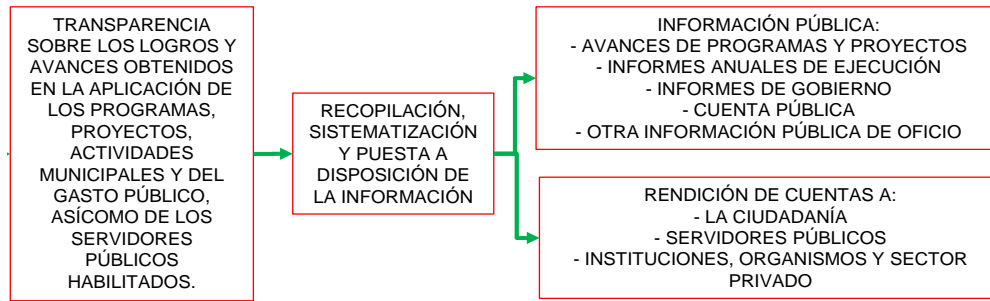 TRANSPARENCIA
SOBRE LOS LOGROS Y
AVANCES OBTENIDOS
EN LA APLICACIÓN DE
LOS PROGRAMAS,
PROYECTOS,
ACTIVIDADES
MUNICIPALES Y DEL
GASTO PÚBLICO,
ASÍCOMO DE LOS
SERVIDORES
PÚBLICOS
HABILITADOS.
RECOPILACIÓN,
SISTEMATIZACIÓN
Y PUESTA A
DISPOSICIÓN DE
LA INFORMACIÓN
INFORMACIÓN PÚBLICA:
- AVANCES DE PROGRAMAS Y PROYECTOS
- INFORMES ANUALES DE EJECUCIÓN
- INFORMES DE GOBIERNO
- CUENTA PÚBLICA
- OTRA INFORMACIÓN PÚBLICA DE OFICIO
RENDICIÓN DE CUENTAS A:
- LA CIUDADANÍA
- SERVIDORES PÚBLICOS
- INSTITUCIONES, ORGANISMOS Y SECTOR
PRIVADO